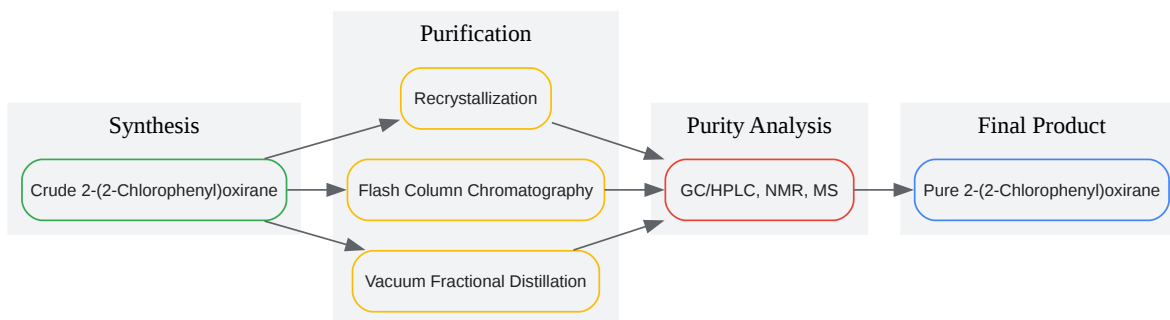 Purification
Recrystallization
Synthesis
Purity Analysis
Final Product
Crude 2-(2-Chlorophenyl)oxirane
Flash Column Chromatography
GC/HPLC, NMR, MS
Pure 2-(2-Chlorophenyl)oxirane
Vacuum Fractional Distillation